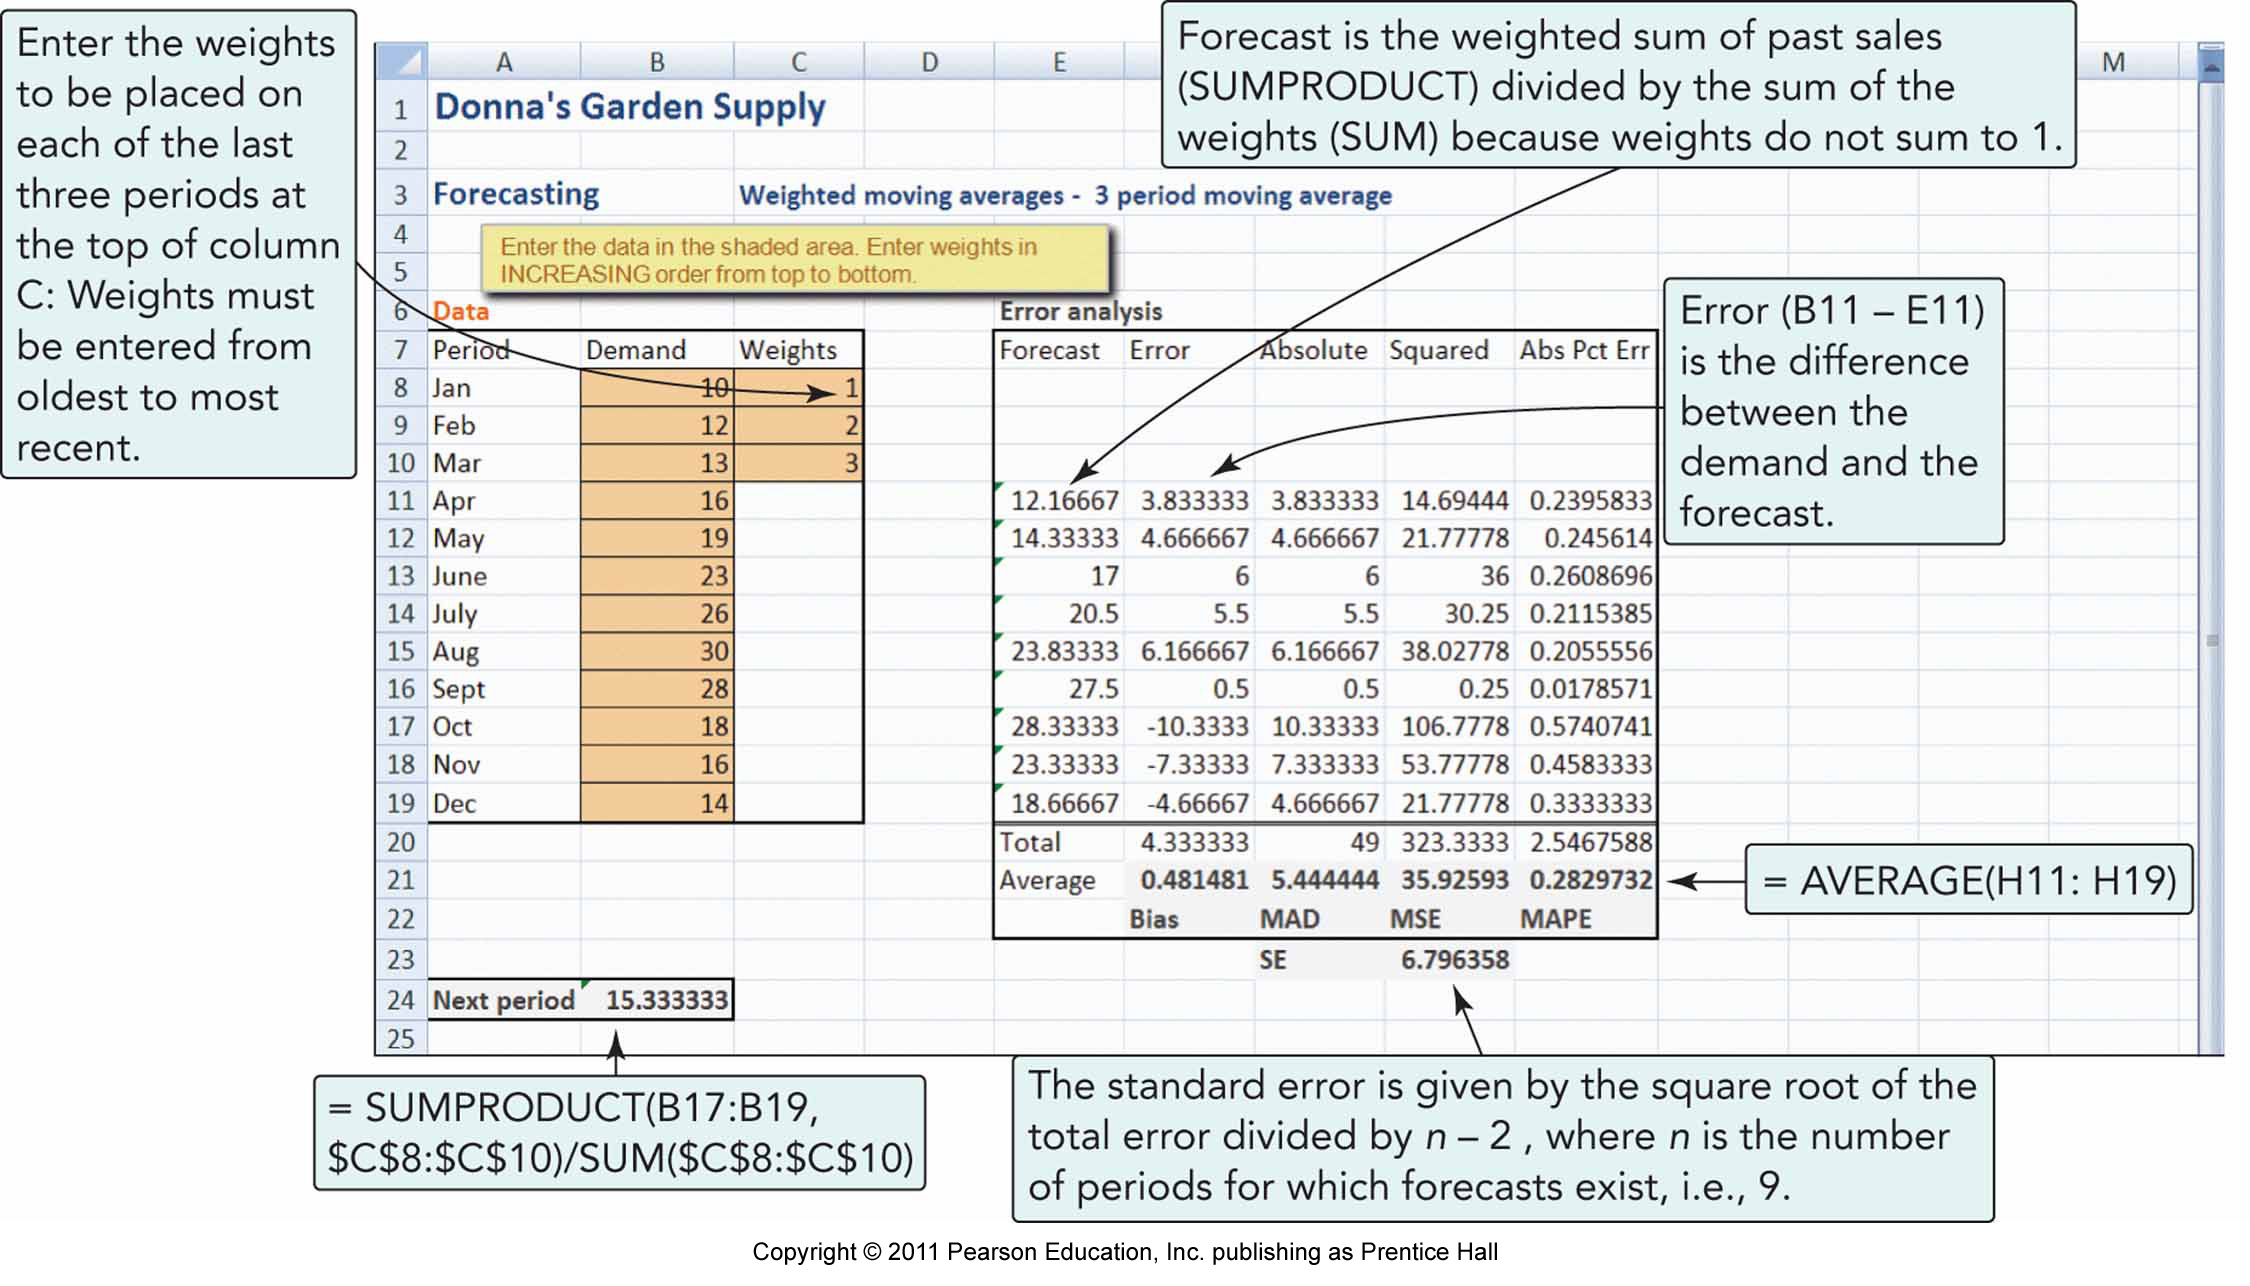 Enter the weights
to be placed on
each of the last
three periods at
the top of column
C: Weights must
be entered from
oldest to most
recent.
Forecast is the weighted sum of past sales
(SUMPRODUCT) divided by the sum of the
weights (SUM) because weights do not sum to 1.
A B C D E M
1 Donna's Garden Supply
2
3 Forecasting Weighted moving averages - 3 period moving average
4
5
Enter the data in the shaded area. Enter weights in
INCREASING order from top to bottom.
6 Data Error analysis
7 Period Demand Weights Forecast Error Absolute Squared Abs Pct Err
8 Jan 10 1
9 Feb 12 2
10 Mar 13 3
11 Apr 16 12.16667 3.833333 3.833333 14.69444 0.2395833
12 May 19 14.33333 4.666667 4.666667 21.77778 0.245614
13 June 23 17 6 6 36 0.2608696
14 July 26 20.5 5.5 5.5 30.25 0.2115385
15 Aug 30 23.83333 6.166667 6.166667 38.02778 0.2055556
16 Sept 28 27.5 0.5 0.5 0.25 0.0178571
17 Oct 18 28.33333 -10.3333 10.33333 106.7778 0.5740741
18 Nov 16 23.33333 -7.33333 7.333333 53.77778 0.4583333
19 Dec 14 18.66667 -4.66667 4.666667 21.77778 0.3333333
20 Total 4.333333 49 323.3333 2.5467588
21 Average 0.481481 5.444444 35.92593 0.2829732
22 Bias MAD MSE MAPE
23 SE 6.796358
24 Next period 15.333333
25
Error (B11 – E11)
is the difference
between the
demand and the
forecast.
= AVERAGE(H11: H19)
= SUMPRODUCT(B17:B19,
$C$8:$C$10)/SUM($C$8:$C$10)
The standard error is given by the square root of the
total error divided by n – 2 , where n is the number
of periods for which forecasts exist, i.e., 9.
Copyright © 2011 Pearson Education, Inc. publishing as Prentice Hall